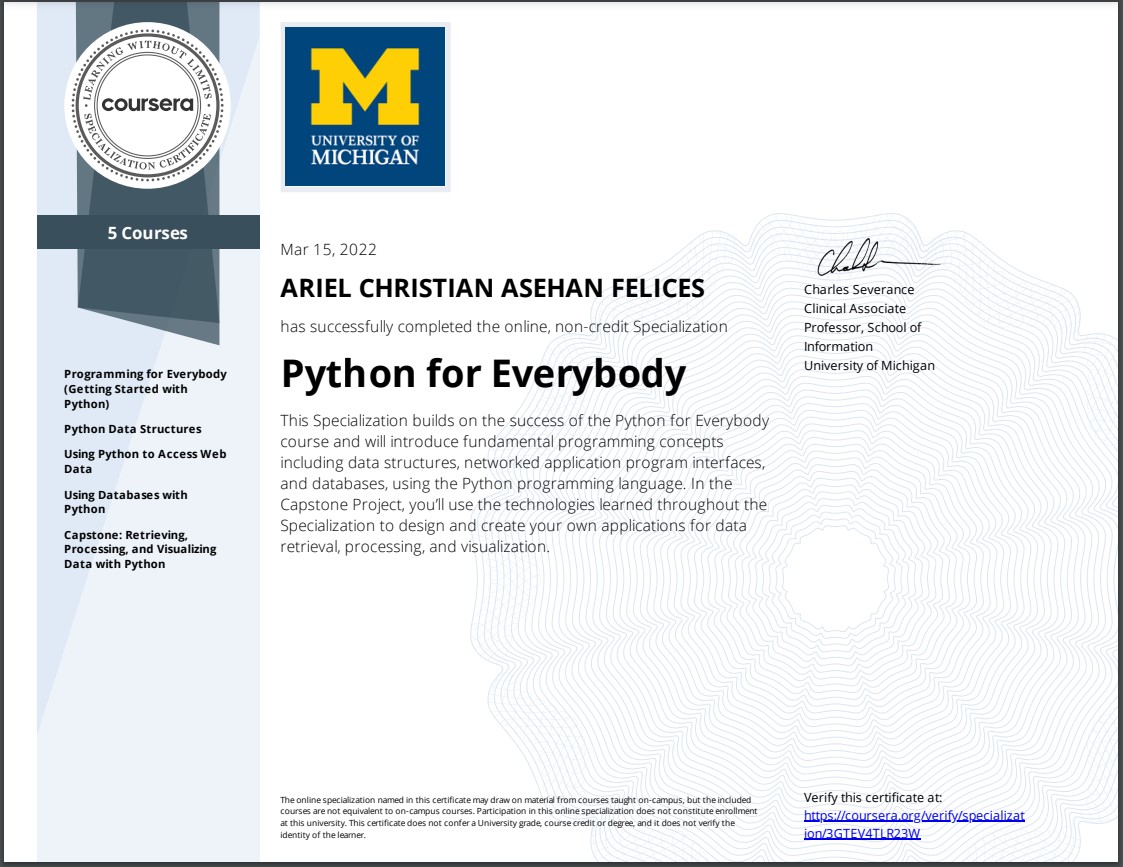 LEARNING WITHOUT LIMITS
coursera
SPECIALIZATION CERTIFICATE
5 Courses
Programming for Everybody
(Getting Started with
Python)
Python Data Structures
Using Python to Access Web
Data
Using Databases with
Python
Capstone: Retrieving,
Processing, and Visualizing
Data with Python
M
UNIVERSITY OF
MICHIGAN
Mar 15, 2022
ARIEL CHRISTIAN ASEHAN FELICES
has successfully completed the online, non-credit Specialization
Python for Everybody
This Specialization builds on the success of the Python for Everybody
course and will introduce fundamental programming concepts
including data structures, networked application program interfaces,
and databases, using the Python programming language. In the
Capstone Project, you’ll use the technologies learned throughout the
Specialization to design and create your own applications for data
retrieval, processing, and visualization.
Charles Severance
Clinical Associate
Professor, School of
Information
University of Michigan
The online specialization named in this certificate may draw on material from courses taught on-campus, but the included
courses are not equivalent to on-campus courses. Participation in this online specialization does not constitute enrollment
at this university. This certificate does not confer a University grade, course credit or degree, and it does not verify the
identity of the learner.
Verify this certificate at:
https://coursera.org/verify/specializat
ion/3GTEV4TLR23W